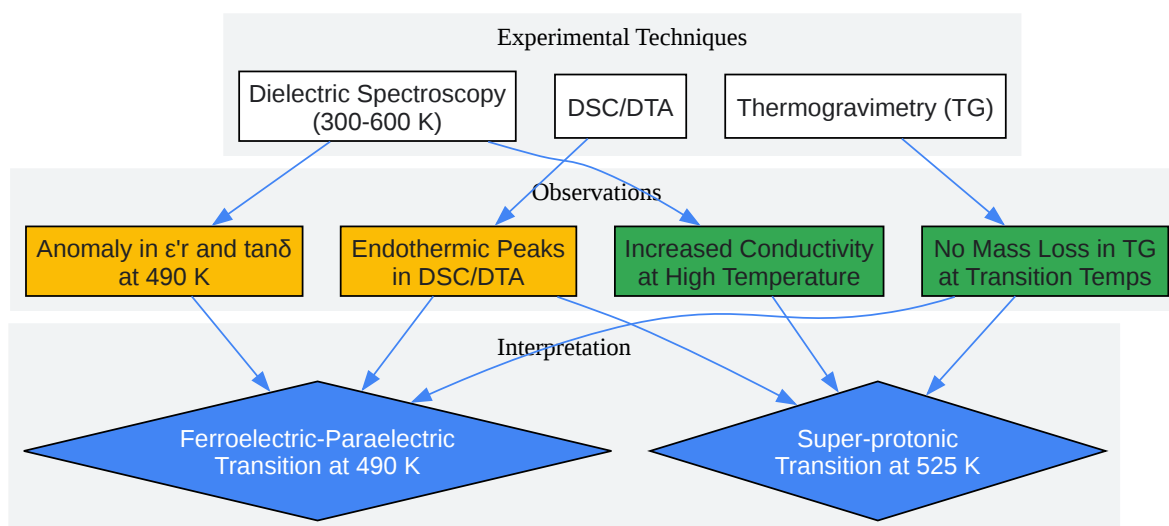 Experimental Techniques
Dielectric Spectroscopy
(300-600 K)
DSC/DTA
Thermogravimetry (TG)
Observations
Anomaly in ε'r and tanδ
at 490 K
Endothermic Peaks
in DSC/DTA
Increased Conductivity
at High Temperature
No Mass Loss in TG
at Transition Temps
Interpretation
Ferroelectric-Paraelectric
Transition at 490 K
Super-protonic
Transition at 525 K